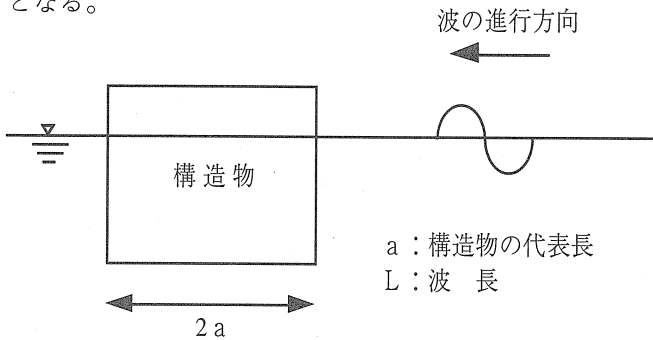 となる。
波の進行方向
構造物
a：構造物の代表長
L：波　長
2a